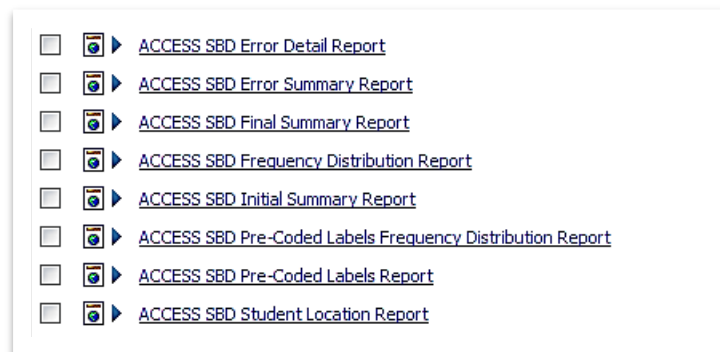 ACCESS SBD Error Detail Report
ACCESS SBD Error Summary Report
ACCESS SBD Final Summary Report
ACCESS SBD Frequency Distribution Report
ACCESS SBD Initial Summary Report
ACCESS SBD Pre-Coded Labels Frequency Distribution Report
ACCESS SBD Pre-Coded Labels Report
ACCESS SBD Student Location Report